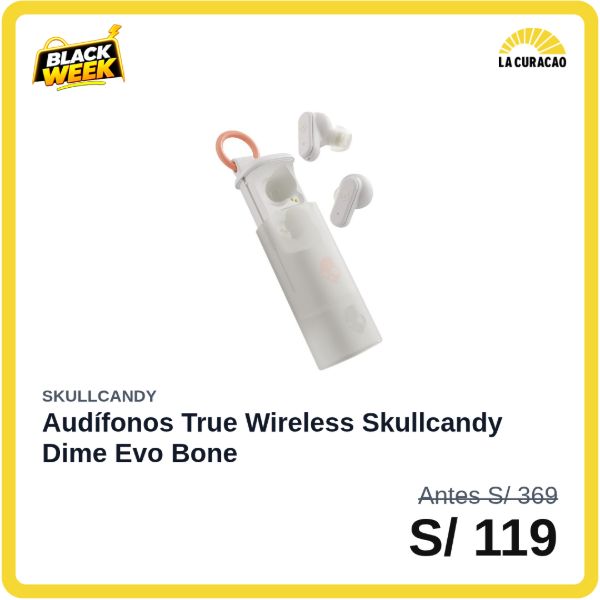 BLACK
WEEK
LA CURACAO
SKULLCANDY
Audífonos True Wireless Skullcandy
Dime Evo Bone
Antes S/ 369
S/ 119